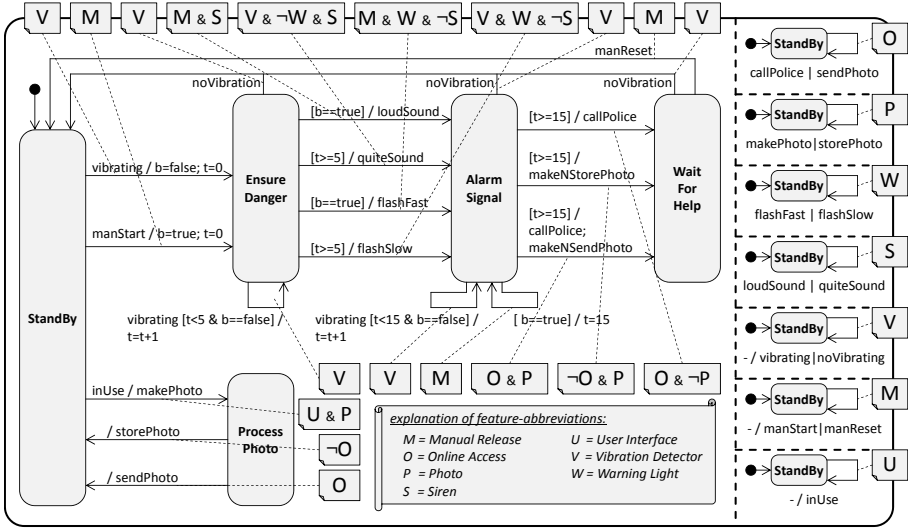 V M V M & S V & ¬W & S M & W & ¬S V & W & ¬S V M V
manReset
noVibration noVibration noVibration
[b==true] / loudSound
[t>=15] / callPolice
vibrating / b=false; t=0
[t>=5] / quiteSound
[t>=15] /
makeNStorePhoto
Ensure
Danger
Alarm
Signal
Wait
For
Help
[b==true] / flashFast
[t>=15] /
callPolice;
makeNSendPhoto
manStart / b=true; t=0
[t>=5] / flashSlow
StandBy
vibrating [t<5 & b==false] /
t=t+1
vibrating [t<15 & b==false] /
t=t+1
[ b==true] / t=15
V V M O & P ¬O & P O & ¬P
inUse / makePhoto
U & P
/ storePhoto
Process
Photo
¬O
/ sendPhoto
O
explanation of feature-abbreviations:
M = Manual Release U = User Interface
O = Online Access V = Vibration Detector
P = Photo W = Warning Light
S = Siren
StandBy O
callPolice | sendPhoto
StandBy P
makePhoto|storePhoto
StandBy W
flashFast | flashSlow
StandBy S
loudSound | quiteSound
StandBy V
- / vibrating|noVibrating
StandBy M
- / manStart|manReset
StandBy U
- / inUse